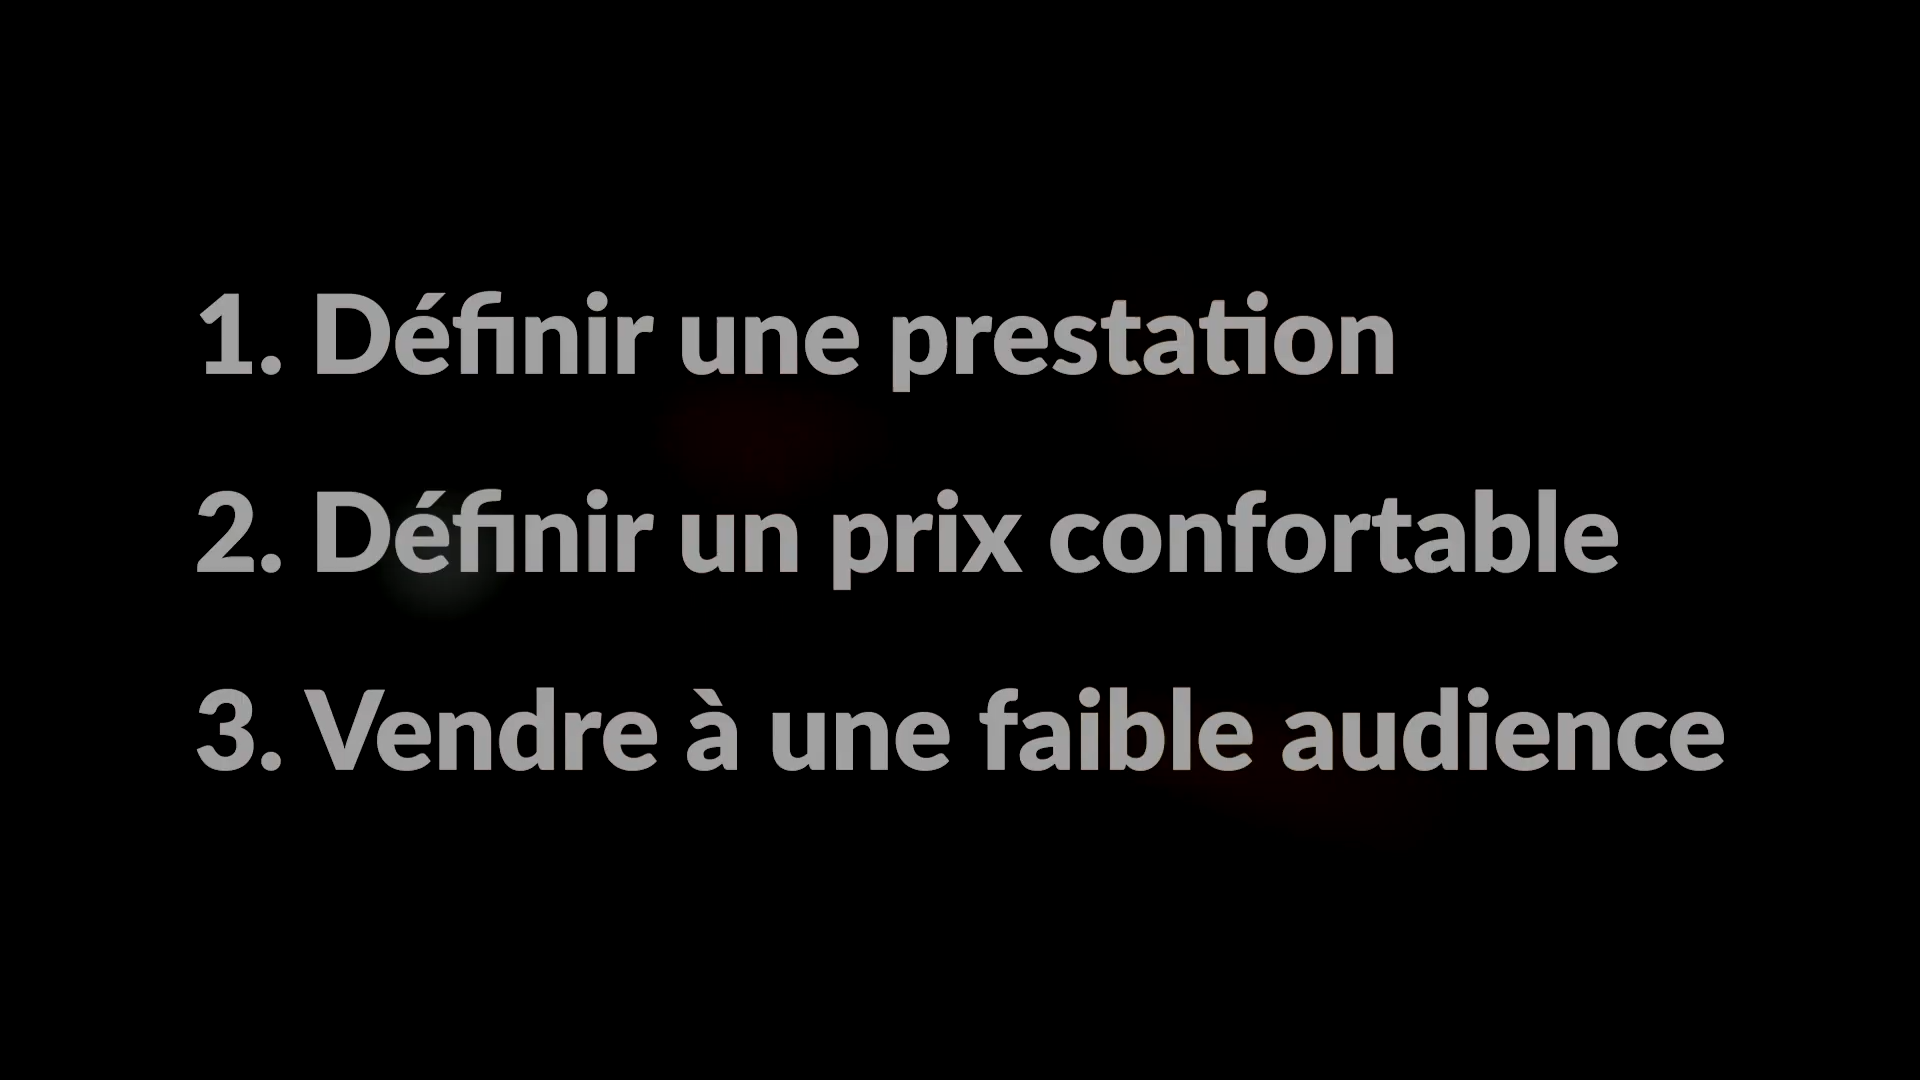 1. Définir une prestation
2. Définir un prix confortable
3. Vendre à une faible audience